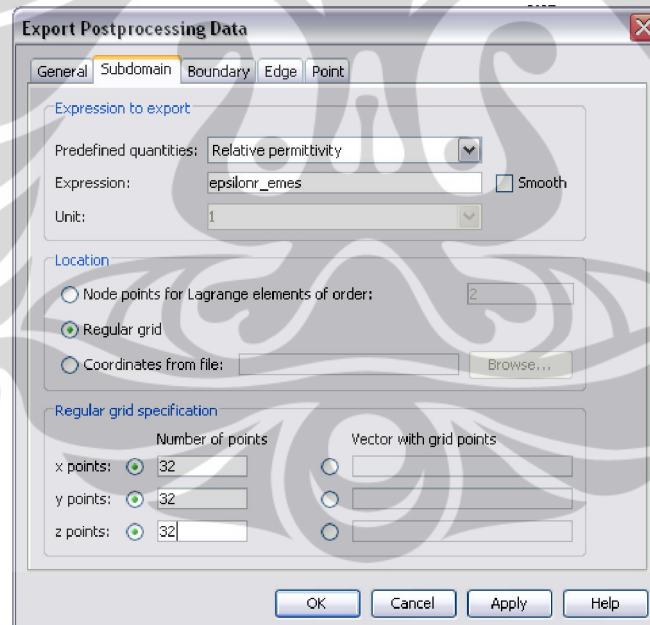 Export Postprocessing Data
General Subdomain Boundary Edge Point
Expression to export
Predefined quantities: Relative permittivity
Expression: epsilonr_emes Smooth
Unit: 1
Location
Node points for Lagrange elements of order: 2
Regular grid
Coordinates from file: Browse...
Regular grid specification
Number of points Vector with grid points
x points: 32
y points: 32
z points: 32
OK Cancel Apply Help